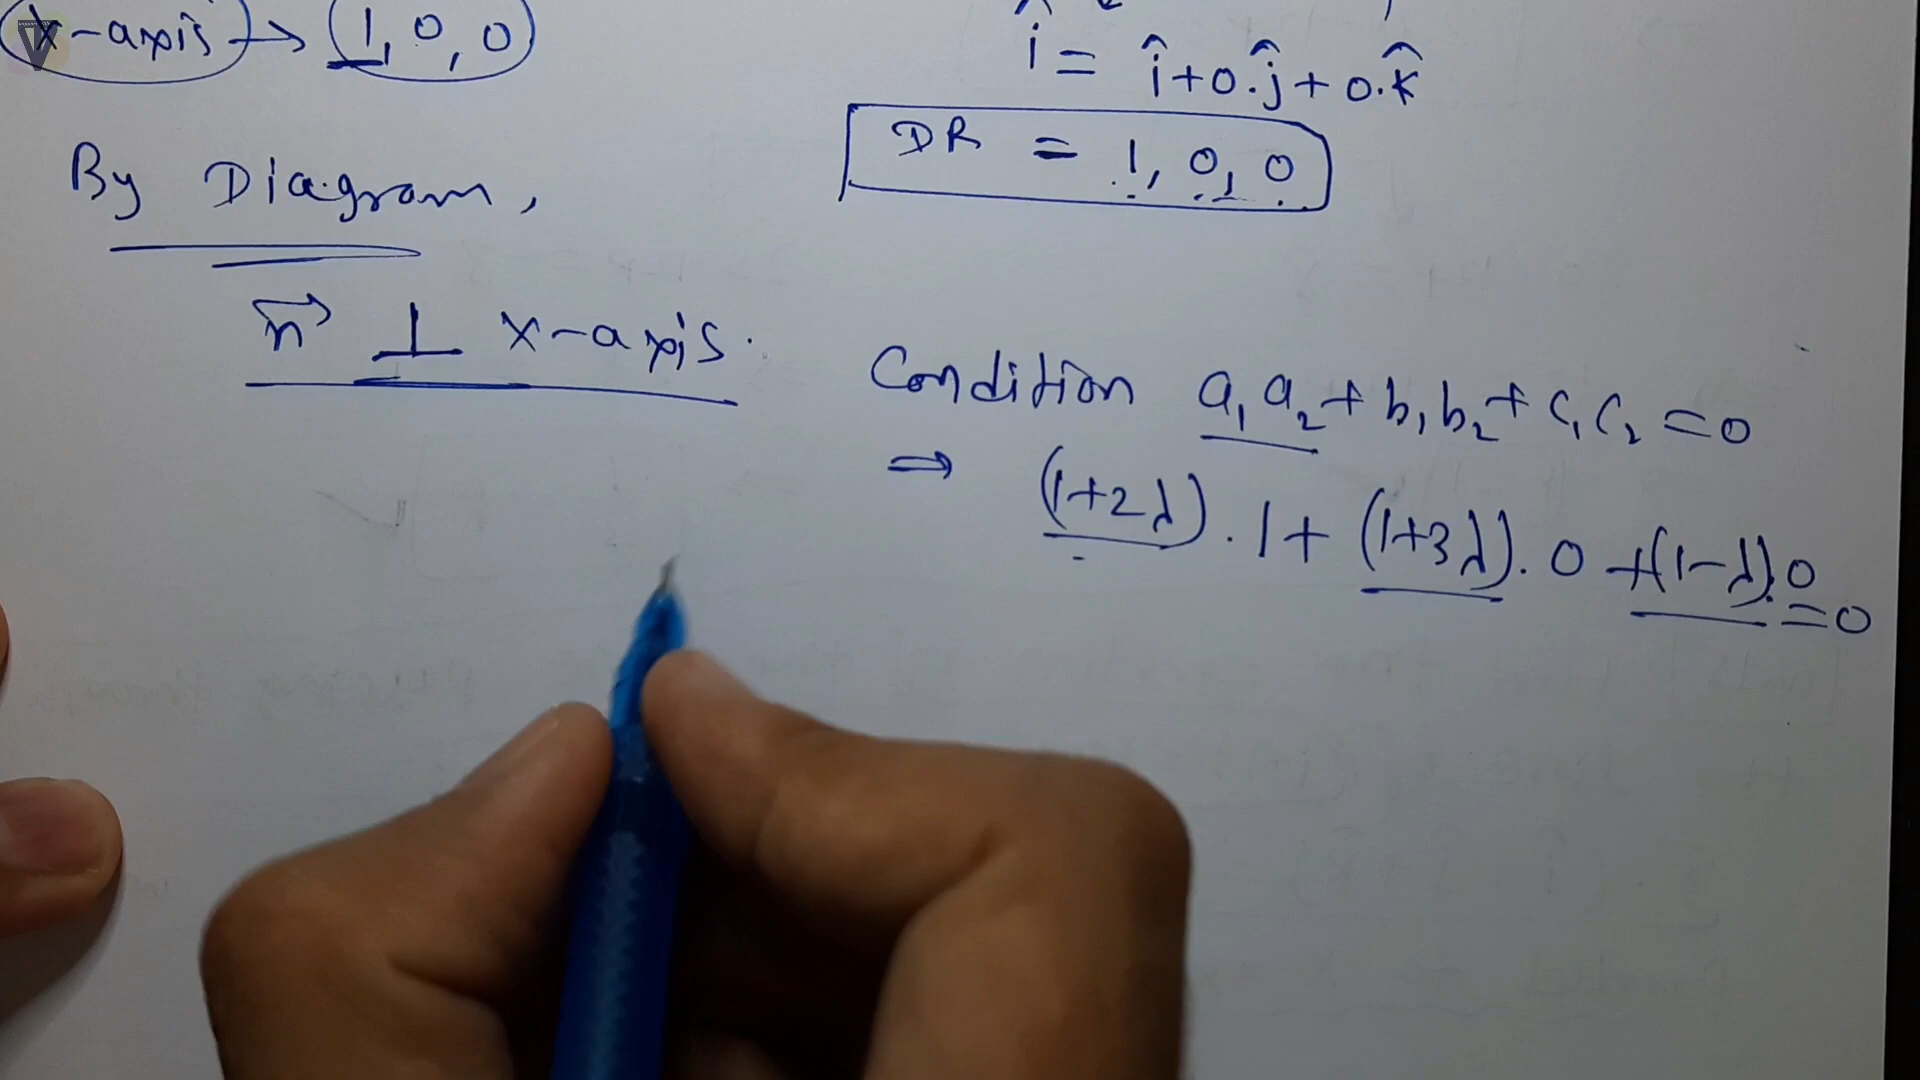 x-axis → 1, 0, 0
î = î+0.ĵ+0.k̂
DR = 1, 0, 0
By Diagram,
n⃗ ⊥ x-axis.
Condition a₁a₂+b₁b₂+c₁c₂=0
⇒ (1+2λ).1+(1+3λ).0+(1-λ).0
=0